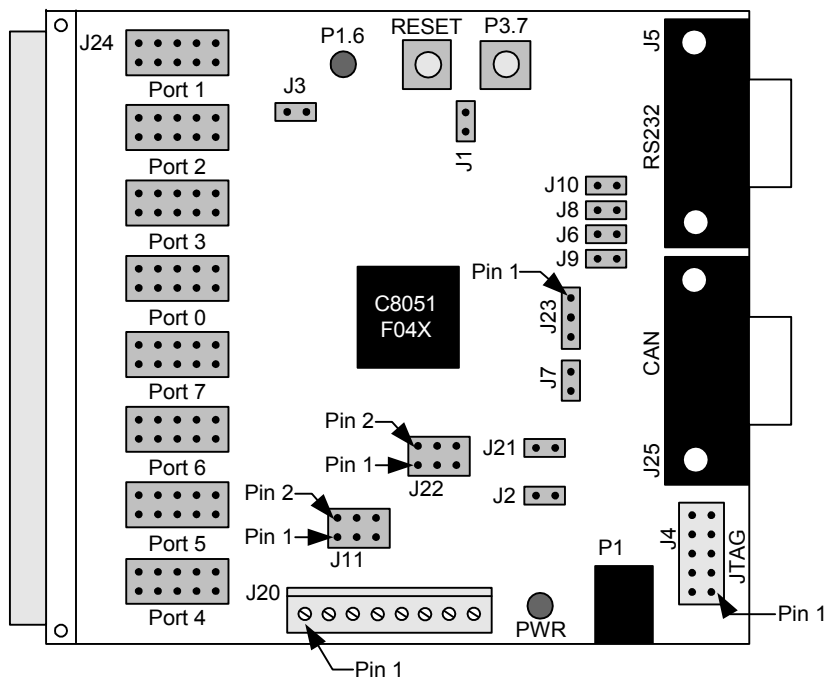 J24
P1.6
RESET
P3.7
J5
J3
Port 1
J1
RS232
Port 2
J10
J8
J6
J9
Port 3
Pin 1
C8051
F04X
J23
CAN
Port 0
J7
Port 7
Pin 2
Pin 1
J22
J21
J25
Port 6
Pin 2
Pin 1
J11
J2
J4
JTAG
Port 5
P1
J20
Port 4
PWR
Pin 1
Pin 1